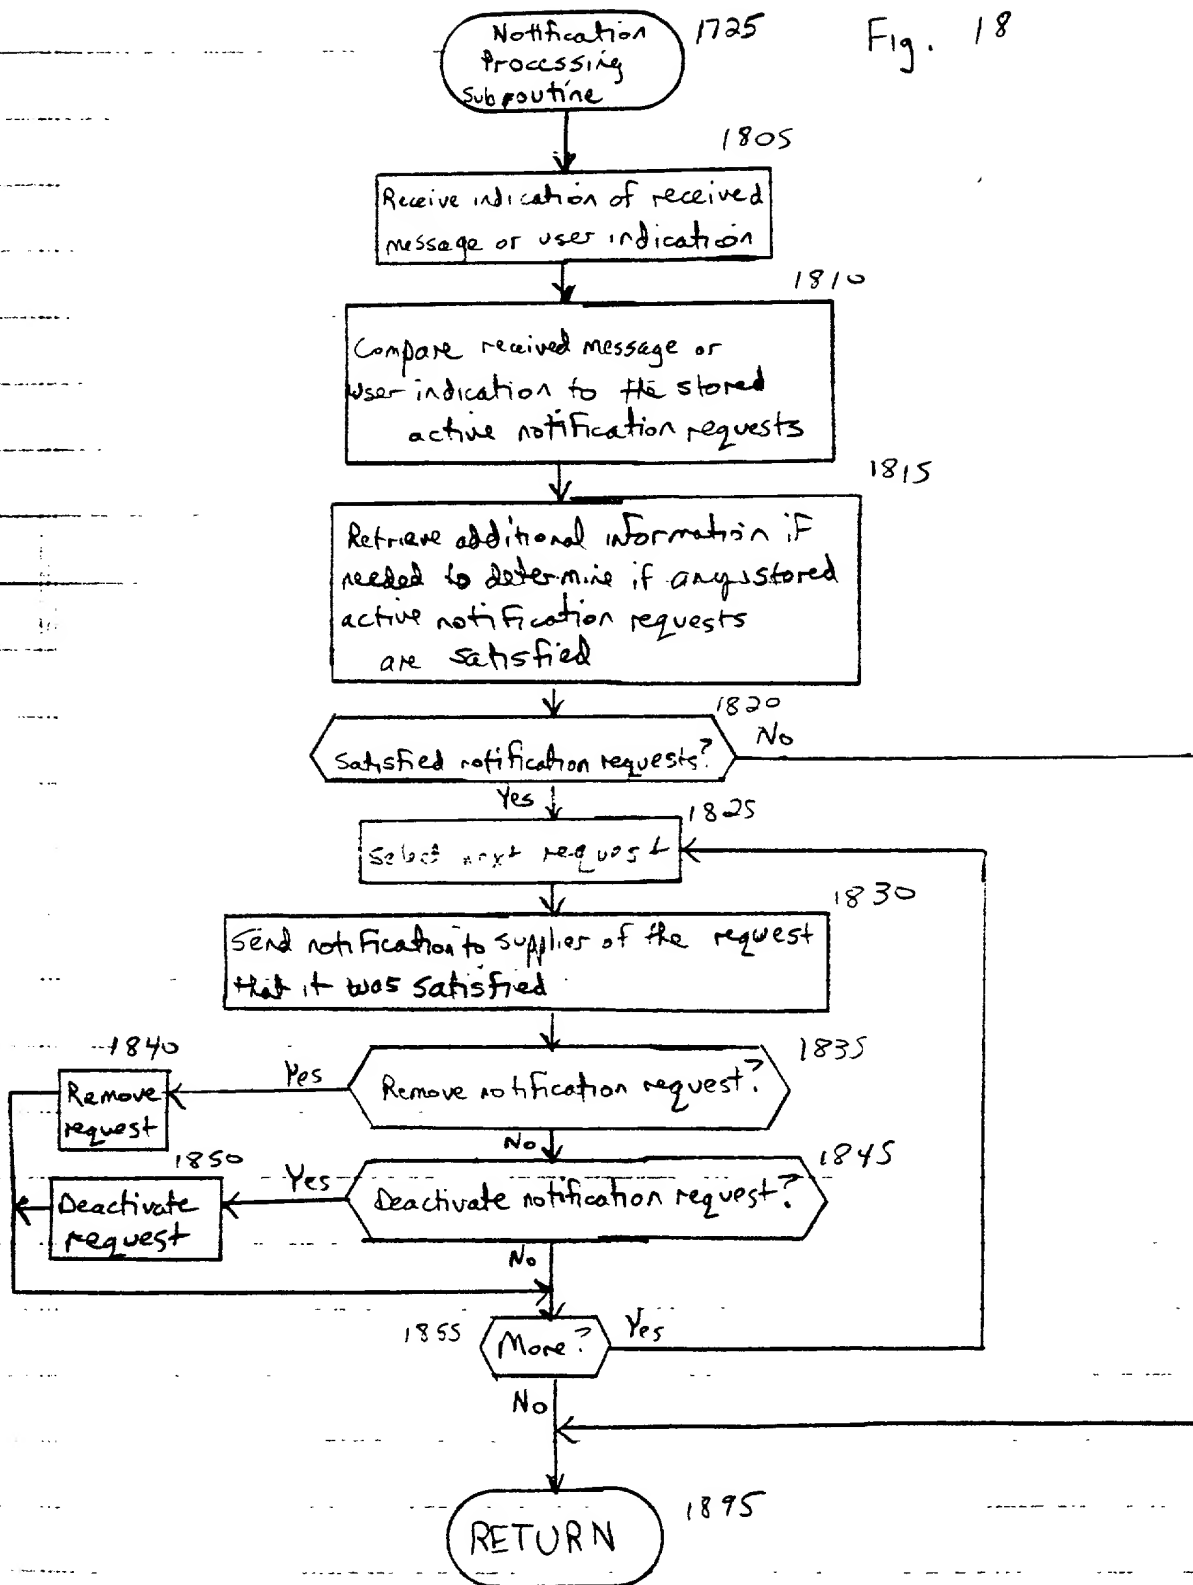 Notification
Processing
Subroutine
1725
Fig. 18
1805
Receive indication of received
message or user indication
1810
Compare received message or
user indication to the stored
active notification requests
1815
Retrieve additional information if
needed to determine if any stored
active notification requests
are satisfied
1820
Satisfied notification requests?
No
Yes
1825
Select next request
1830
Send notification to supplier of the request
that it was satisfied
1835
Remove notification request?
Yes
1840
Remove
request
No
1845
Deactivate notification request?
Yes
1850
Deactivate
request
No
1855
More?
Yes
No
RETURN
1895